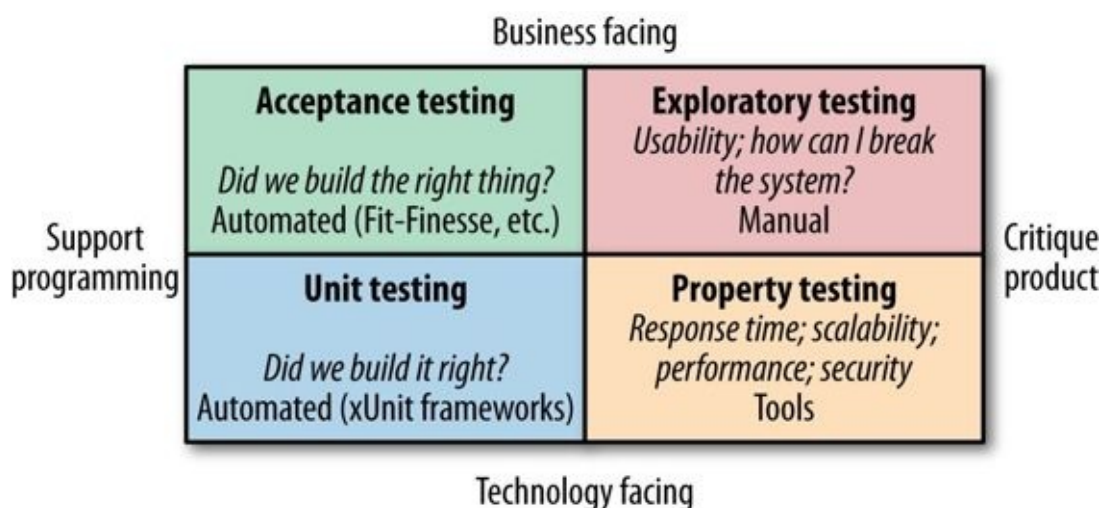 Business facing
Acceptance testing
Did we build the right thing?
Automated (Fit-Finesse, etc.)
Exploratory testing
Usability; how can I break
the system?
Manual
Support
programming
Critique
product
Unit testing
Did we build it right?
Automated (xUnit frameworks)
Property testing
Response time; scalability;
performance; security
Tools
Technology facing